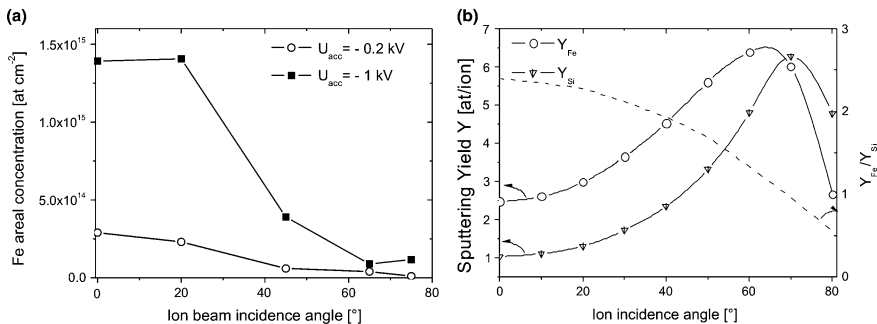 (a)
Fe areal concentration [at cm⁻²]
1.5x10¹⁵
1.0x10¹⁵
5.0x10¹⁴
0.0
U_acc= - 0.2 kV
U_acc= - 1 kV
0 20 40 60 80
Ion beam incidence angle [°]
(b)
Sputtering Yield Y [at/ion]
7
6
5
4
3
2
1
Y_Fe
Y_Si
3
2
1
0
Y_Fe/Y_Si
0 10 20 30 40 50 60 70 80
Ion incidence angle [°]